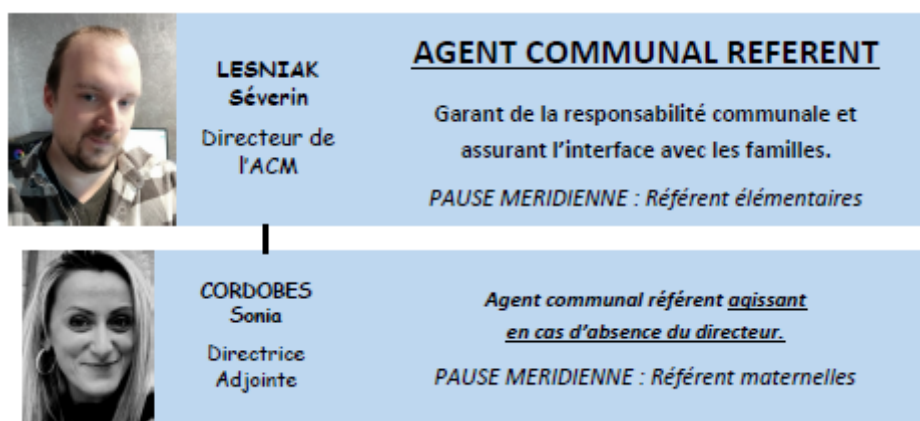 LESNIAK
Séverin
Directeur de
l'ACM
AGENT COMMUNAL REFERENT
Garant de la responsabilité communale et
assurant l'interface avec les familles.
PAUSE MERIDIENNE : Référent élémentaires
CORDOBES
Sonia
Directrice
Adjointe
Agent communal référent agissant
en cas d'absence du directeur.
PAUSE MERIDIENNE : Référent maternelles